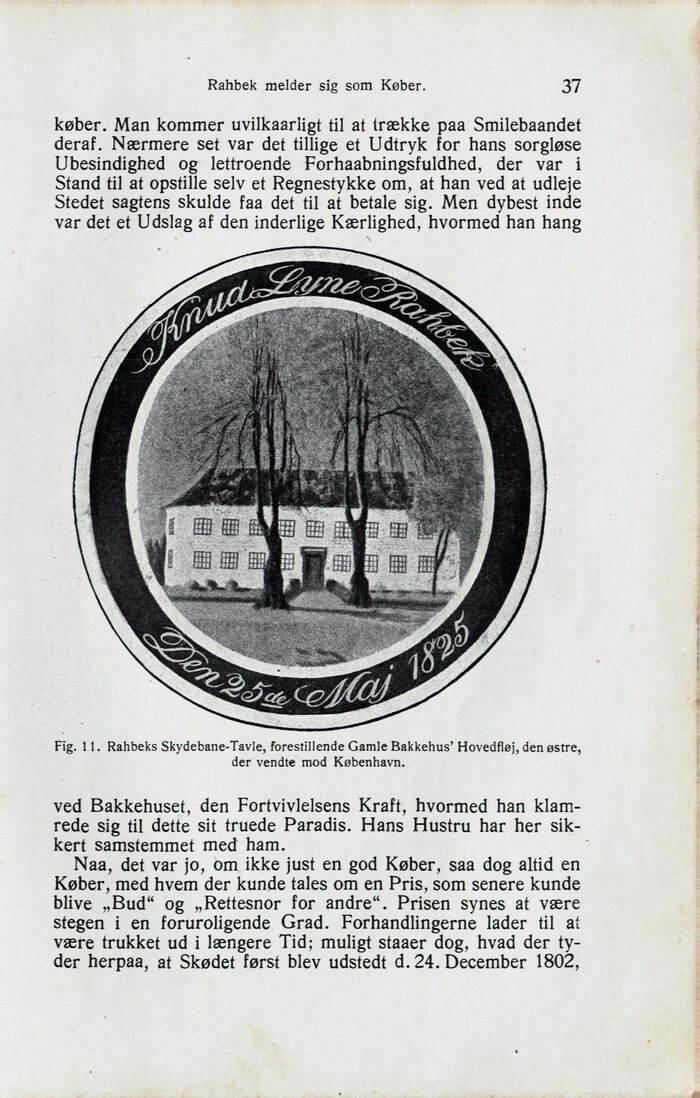 Rahbek melder sig som Køber. 37
køber. Man kommer uvilkaarligt til at trække paa Smilebaandet
deraf. Nærmere set var det tillige et Udtryk for hans sorgløse
Ubesindighed og lettroende Forhaabningsfuldhed, der var i
Stand til at opstille selv et Regnestykke om, at han ved at udleje
Stedet sagtens skulde faa det til at betale sig. Men dybest inde
var det et Udslag af den inderlige Kærlighed, hvormed han hang
Knud Lyne Rahbek
Den 25de Maj 1825
Fig. 11. Rahbeks Skydebane-Tavle, forestillende Gamle Bakkehus' Hovedfløj, den østre,
der vendte mod København.
ved Bakkehuset, den Fortvivlelsens Kraft, hvormed han klam-
rede sig til dette sit truede Paradis. Hans Hustru har her sik-
kert samstemmet med ham.
Naa, det var jo, om ikke just en god Køber, saa dog altid en
Køber, med hvem der kunde tales om en Pris, som senere kunde
blive „Bud“ og „Rettesnor for andre“. Prisen synes at være
stegen i en foruroligende Grad. Forhandlingerne lader til at
være trukket ud i længere Tid; muligt staaer dog, hvad der ty-
der herpaa, at Skødet først blev udstedt d. 24. December 1802,